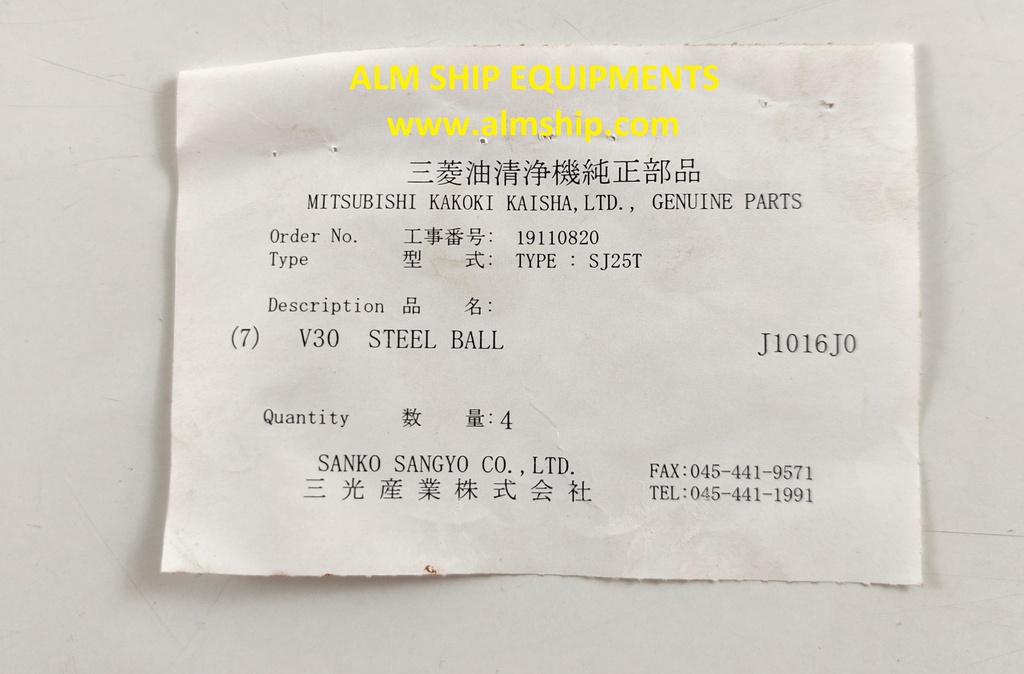 ALM SHIP EQUIPMENTS
www.almship.com
三菱油清浄機純正部品
MITSUBISHI KAKOKI KAISHA,LTD., GENUINE PARTS
Order No. 工事番号: 19110820
Type 型 式: TYPE : SJ25T
Description 品 名:
(7) V30 STEEL BALL J1016J0
Quantity 数 量:4
SANKO SANGYO CO.,LTD. FAX:045-441-9571
三光産業株式会社 TEL:045-441-1991